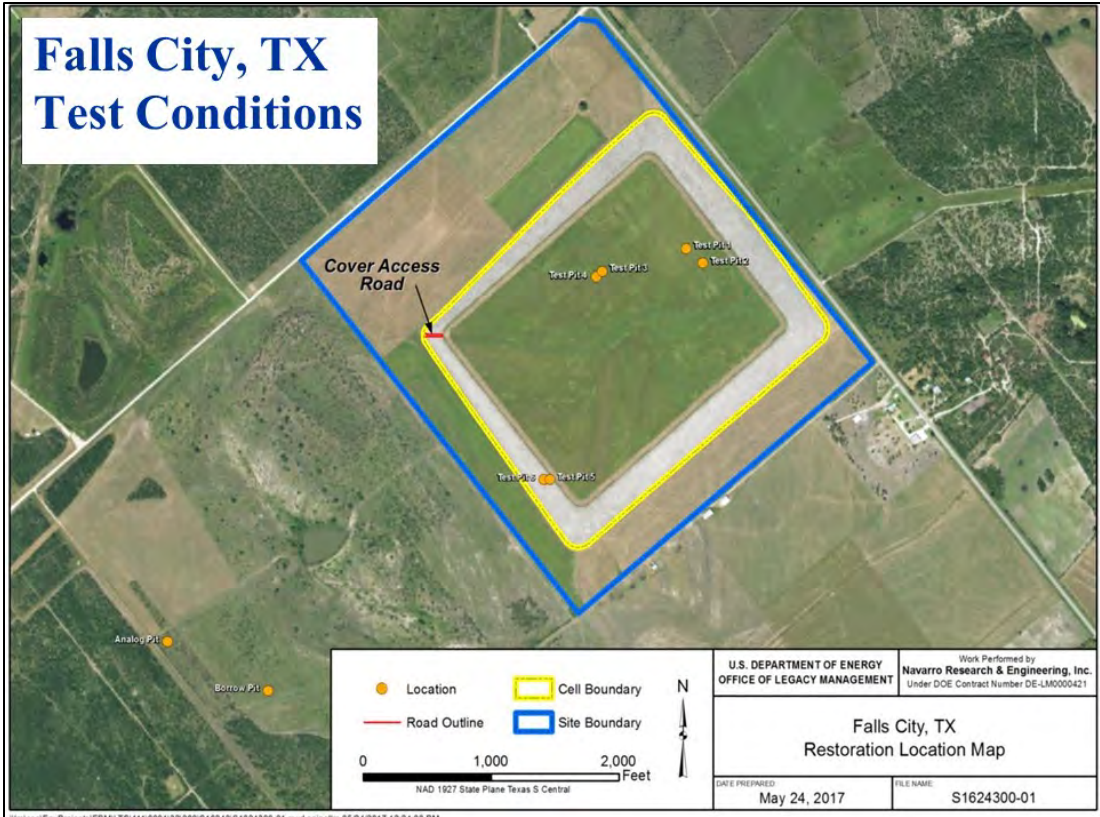 Falls City, TX
Test Conditions
Test Pit 1
Test Pit 2
Test Pit 3
Test Pit 4
Cover Access
Road
Test Pit 6
Test Pit 5
Analog Pit
Borrow Pit
Location
Cell Boundary
Road Outline
Site Boundary
N
0 1,000 2,000
Feet
NAD 1927 State Plane Texas S Central
U.S. DEPARTMENT OF ENERGY
OFFICE OF LEGACY MANAGEMENT
Work Performed by
Navarro Research & Engineering, Inc.
Under DOE Contract Number DE-LM0000421
Falls City, TX
Restoration Location Map
DATE PREPARED:
May 24, 2017
FILE NAME:
S1624300-01